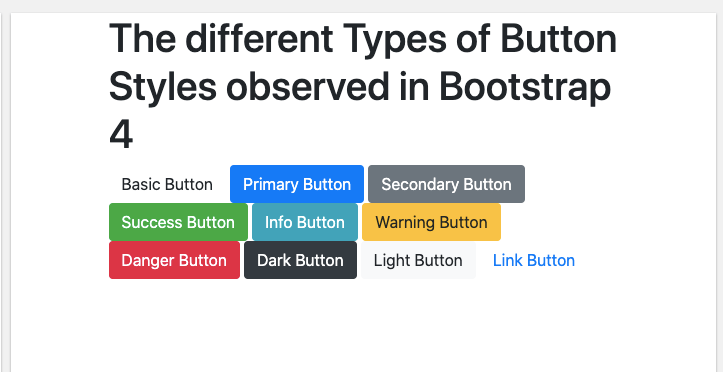 The different Types of Button
Styles observed in Bootstrap
4
Basic Button Primary Button Secondary Button
Success Button Info Button Warning Button
Danger Button Dark Button Light Button Link Button